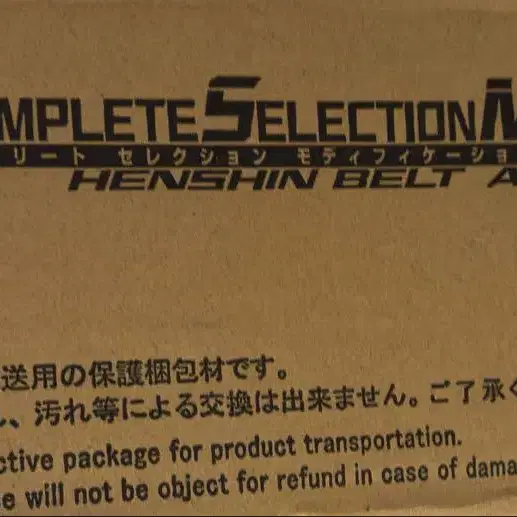 MPLETE SELECTION M
リート セレクション モディフィケーショ
HENSHIN BELT A
送用の保護梱包材です。
、汚れ等による交換は出来ません。ご了承く
ctive package for product transportation.
e will not be object for refund in case of dama